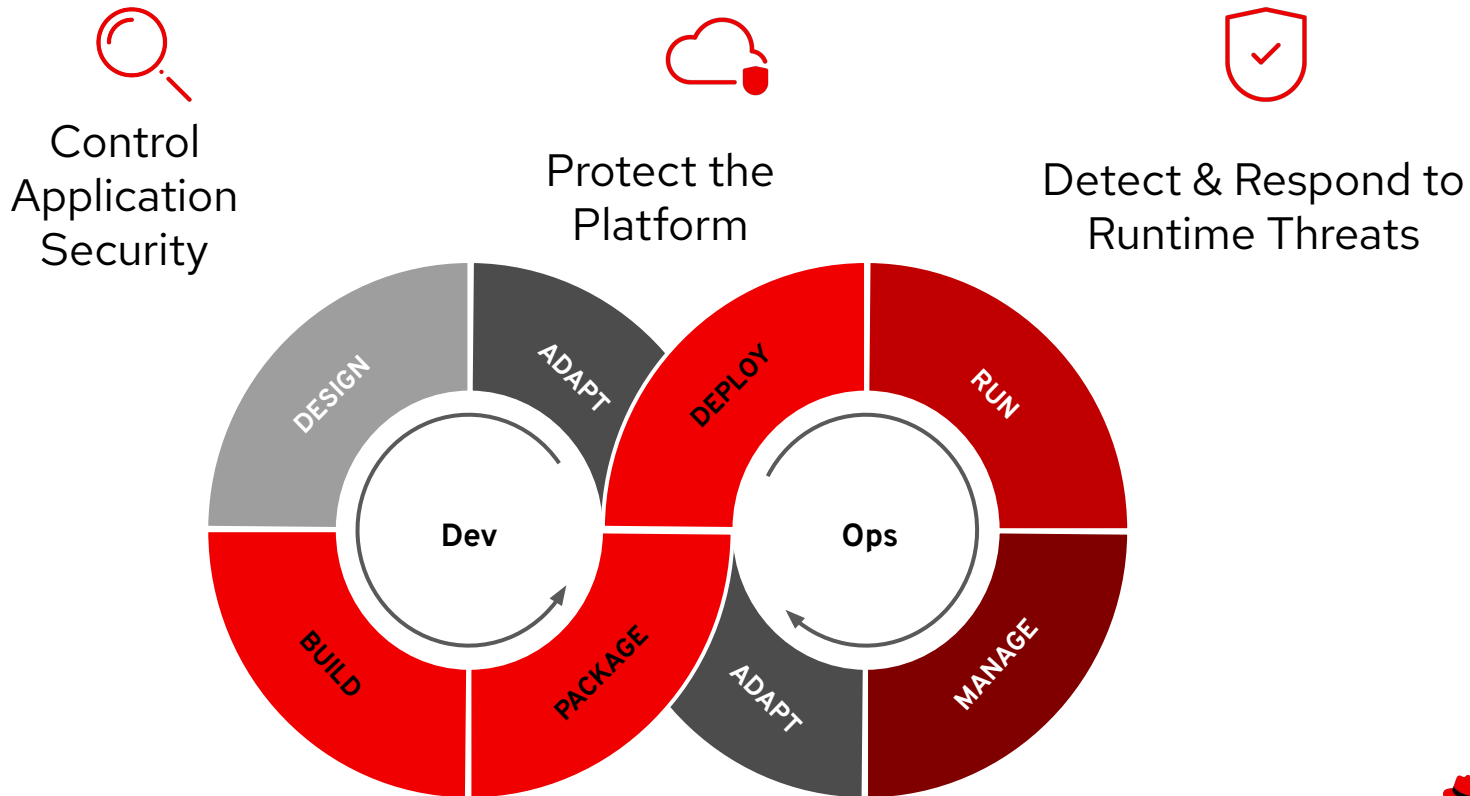 Control
Application
Security
Protect the
Platform
Detect & Respond to
Runtime Threats
DESIGN
ADAPT
DEPLOY
RUN
Dev
Ops
BUILD
PACKAGE
ADAPT
MANAGE